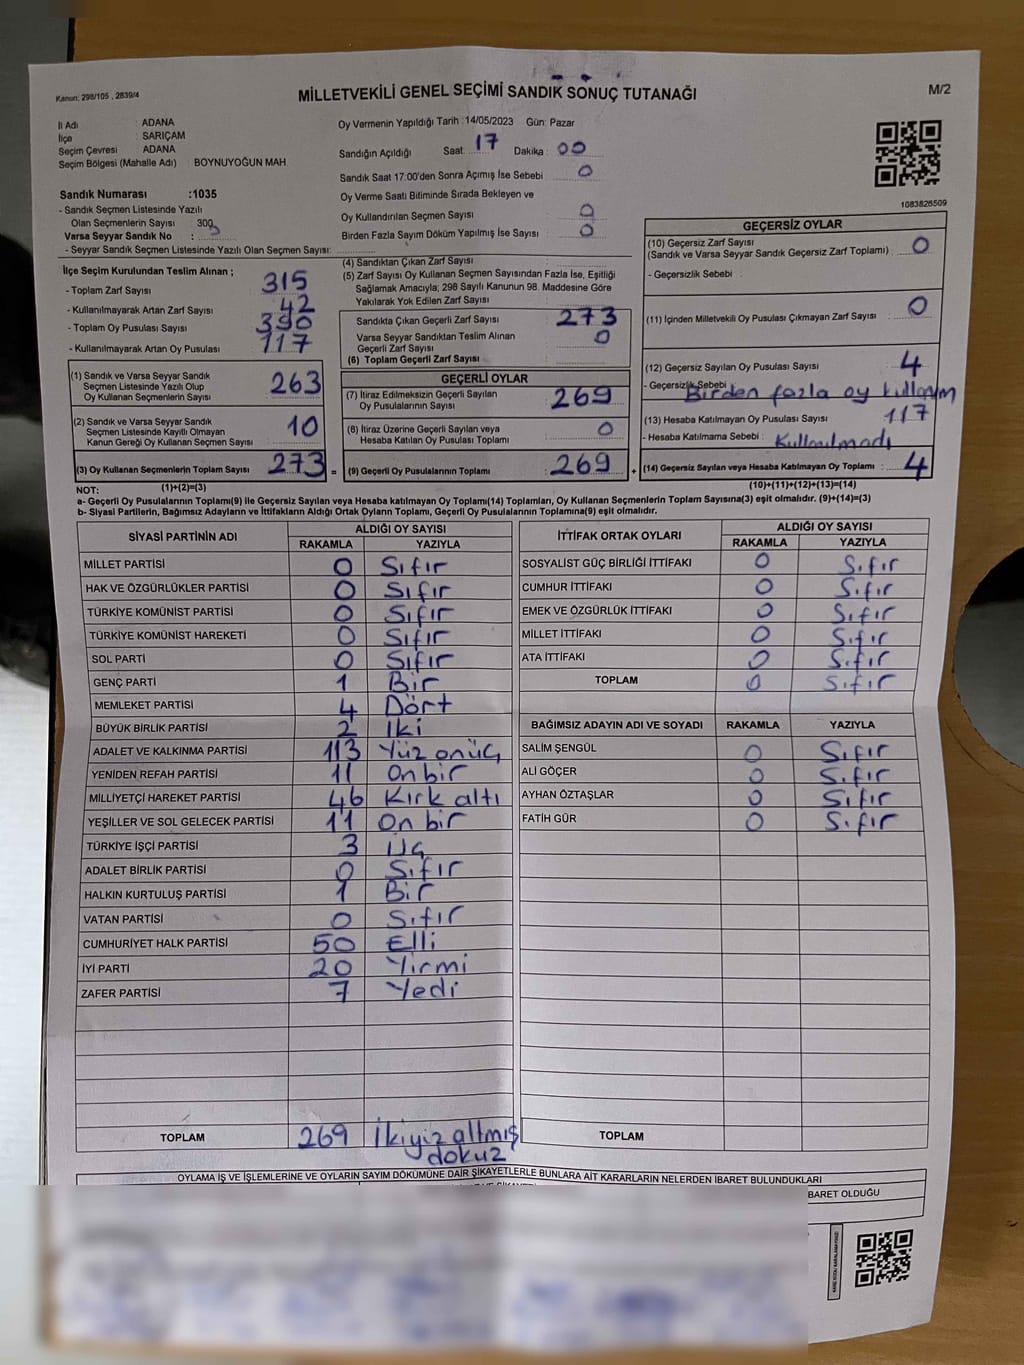 Kanun: 298/105 , 2839/4
MİLLETVEKİLİ GENEL SEÇİMİ SANDIK SONUÇ TUTANAĞI
M/2
İl Adı : ADANA
İlçe : SARIÇAM
Seçim Çevresi : ADANA
Seçim Bölgesi (Mahalle Adı) : BOYNUYOĞUN MAH
Sandık Numarası :1035
- Sandık Seçmen Listesinde Yazılı
Olan Seçmenlerin Sayısı : 300
Varsa Seyyar Sandık No :
- Seyyar Sandık Seçmen Listesinde Yazılı Olan Seçmen Sayısı:
Oy Vermenin Yapıldığı Tarih :14/05/2023 Gün: Pazar
Sandığın Açıldığı Saat: 17 Dakika : 00
Sandık Saat 17:00'den Sonra Açımış İse Sebebi : 0
Oy Verme Saati Bitiminde Sırada Bekleyen ve
Oy Kullandırılan Seçmen Sayısı : 0
Birden Fazla Sayım Döküm Yapılmış İse Sayısı : 0
1083826509
İlçe Seçim Kurulundan Teslim Alınan ;
- Toplam Zarf Sayısı : 315
- Kullanılmayarak Artan Zarf Sayısı : 42
- Toplam Oy Pusulası Sayısı : 390
- Kullanılmayarak Artan Oy Pusulası : 117
(1) Sandık ve Varsa Seyyar Sandık
Seçmen Listesinde Yazılı Olup
Oy Kullanan Seçmenlerin Sayısı : 263
(2) Sandık ve Varsa Seyyar Sandık
Seçmen Listesinde Kayıtlı Olmayan
Kanun Gereği Oy Kullanan Seçmen Sayısı : 10
(3) Oy Kullanan Seçmenlerin Toplam Sayısı : 273
(1)+(2)=(3)
(4) Sandıktan Çıkan Zarf Sayısı :
(5) Zarf Sayısı Oy Kullanan Seçmen Sayısından Fazla İse, Eşitliği
Sağlamak Amacıyla; 298 Sayılı Kanunun 98. Maddesine Göre
Yakılarak Yok Edilen Zarf Sayısı :
Sandıkta Çıkan Geçerli Zarf Sayısı : 273
Varsa Seyyar Sandıktan Teslim Alınan
Geçerli Zarf Sayısı : 0
(6) Toplam Geçerli Zarf Sayısı :
GEÇERLİ OYLAR
(7) İtiraz Edilmeksizin Geçerli Sayılan
Oy Pusulalarının Sayısı : 269
(8) İtiraz Üzerine Geçerli Sayılan veya
Hesaba Katılan Oy Pusulası Toplamı : 0
= (9) Geçerli Oy Pusulalarının Toplamı : 269
GEÇERSİZ OYLAR
(10) Geçersiz Zarf Sayısı : 0
(Sandık ve Varsa Seyyar Sandık Geçersiz Zarf Toplamı)
- Geçersizlik Sebebi :
(11) İçinden Milletvekili Oy Pusulası Çıkmayan Zarf Sayısı : 0
(12) Geçersiz Sayılan Oy Pusulası Sayısı : 4
- Geçersizlik Sebebi : Birden fazla oy kullanım
(13) Hesaba Katılmayan Oy Pusulası Sayısı : 117
- Hesaba Katılmama Sebebi : Kullanılmadı
+ (14) Geçersiz Sayılan veya Hesaba Katılmayan Oy Toplamı : 4
(10)+(11)+(12)+(13)=(14)
NOT:
a- Geçerli Oy Pusulalarının Toplamı(9) ile Geçersiz Sayılan veya Hesaba katılmayan Oy Toplamı(14) Toplamları, Oy Kullanan Seçmenlerin Toplam Sayısına(3) eşit olmalıdır. (9)+(14)=(3)
b- Siyasi Partilerin, Bağımsız Adayların ve İttifakların Aldığı Ortak Oyların Toplamı, Geçerli Oy Pusulalarının Toplamına(9) eşit olmalıdır.
SİYASİ PARTİNİN ADI ALDIĞI OY SAYISI
RAKAMLA YAZIYLA
MİLLET PARTİSİ 0 Sıfır
HAK VE ÖZGÜRLÜKLER PARTİSİ 0 Sıfır
TÜRKİYE KOMÜNİST PARTİSİ 0 Sıfır
TÜRKİYE KOMÜNİST HAREKETİ 0 Sıfır
SOL PARTİ 0 Sıfır
GENÇ PARTİ 1 Bir
MEMLEKET PARTİSİ 4 Dört
BÜYÜK BİRLİK PARTİSİ 2 İki
ADALET VE KALKINMA PARTİSİ 113 Yüz onüç
YENİDEN REFAH PARTİSİ 11 On bir
MİLLİYETÇİ HAREKET PARTİSİ 46 Kırk altı
YEŞİLLER VE SOL GELECEK PARTİSİ 11 On bir
TÜRKİYE İŞÇİ PARTİSİ 3 Üç
ADALET BİRLİK PARTİSİ 0 Sıfır
HALKIN KURTULUŞ PARTİSİ 1 Bir
VATAN PARTİSİ 0 Sıfır
CUMHURİYET HALK PARTİSİ 50 Elli
İYİ PARTİ 20 Yirmi
ZAFER PARTİSİ 7 Yedi
TOPLAM 269 İkiyüz altmış
dokuz
İTTİFAK ORTAK OYLARI ALDIĞI OY SAYISI
RAKAMLA YAZIYLA
SOSYALİST GÜÇ BİRLİĞİ İTTİFAKI 0 Sıfır
CUMHUR İTTİFAKI 0 Sıfır
EMEK VE ÖZGÜRLÜK İTTİFAKI 0 Sıfır
MİLLET İTTİFAKI 0 Sıfır
ATA İTTİFAKI 0 Sıfır
TOPLAM 0 Sıfır
BAĞIMSIZ ADAYIN ADI VE SOYADI RAKAMLA YAZIYLA
SALİM ŞENGÜL 0 Sıfır
ALİ GÖÇER 0 Sıfır
AYHAN ÖZTAŞLAR 0 Sıfır
FATİH GÜR 0 Sıfır
TOPLAM
OYLAMA İŞ VE İŞLEMLERİNE VE OYLARIN SAYIM DÖKÜMÜNE DAİR ŞİKAYETLERLE BUNLARA AİT KARARLARIN NELERDEN İBARET BULUNDUKLARI
BARET OLDUĞU